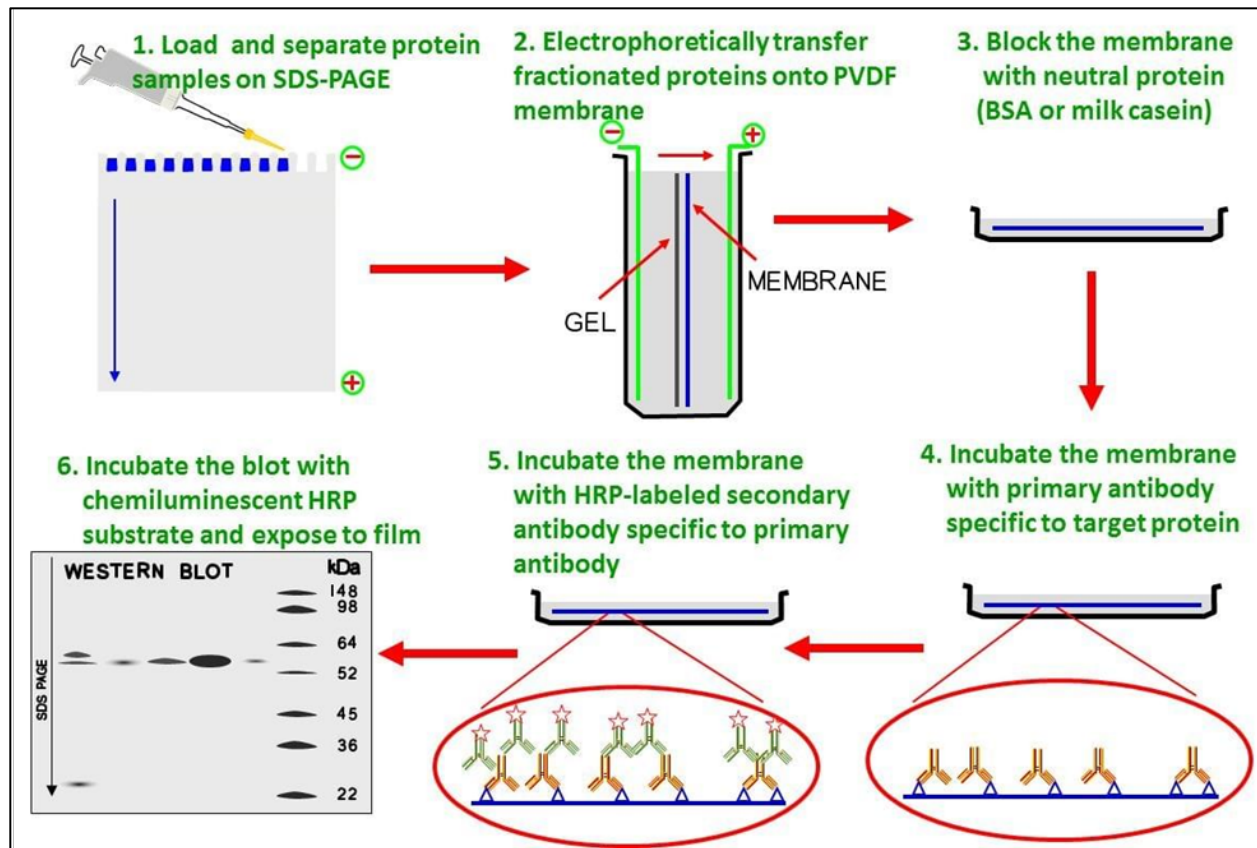 1. Load and separate protein
samples on SDS-PAGE
−
+
2. Electrophoretically transfer
fractionated proteins onto PVDF
membrane
−
+
GEL
MEMBRANE
3. Block the membrane
with neutral protein
(BSA or milk casein)
4. Incubate the membrane
with primary antibody
specific to target protein
5. Incubate the membrane
with HRP-labeled secondary
antibody specific to primary
antibody
6. Incubate the blot with
chemiluminescent HRP
substrate and expose to film
WESTERN BLOT
kDa
148
98
64
52
45
36
22
SDS PAGE